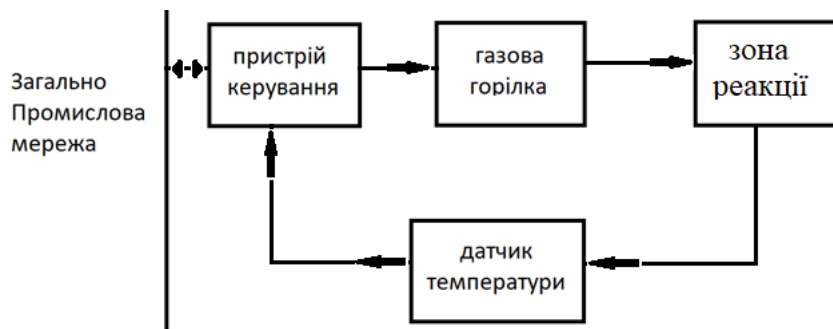 Загально
Промислова
мережа
пристрій
керування
газова
горілка
зона
реакції
датчик
температури